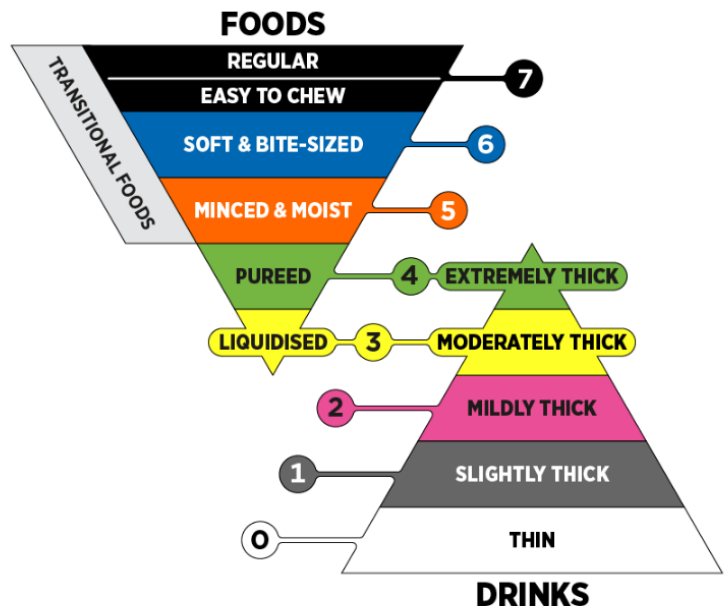 FOODS
REGULAR
EASY TO CHEW
7
TRANSITIONAL FOODS
SOFT & BITE-SIZED
6
MINCED & MOIST
5
PUREED
4
EXTREMELY THICK
LIQUIDISED
3
MODERATELY THICK
2
MILDLY THICK
1
SLIGHTLY THICK
0
THIN
DRINKS